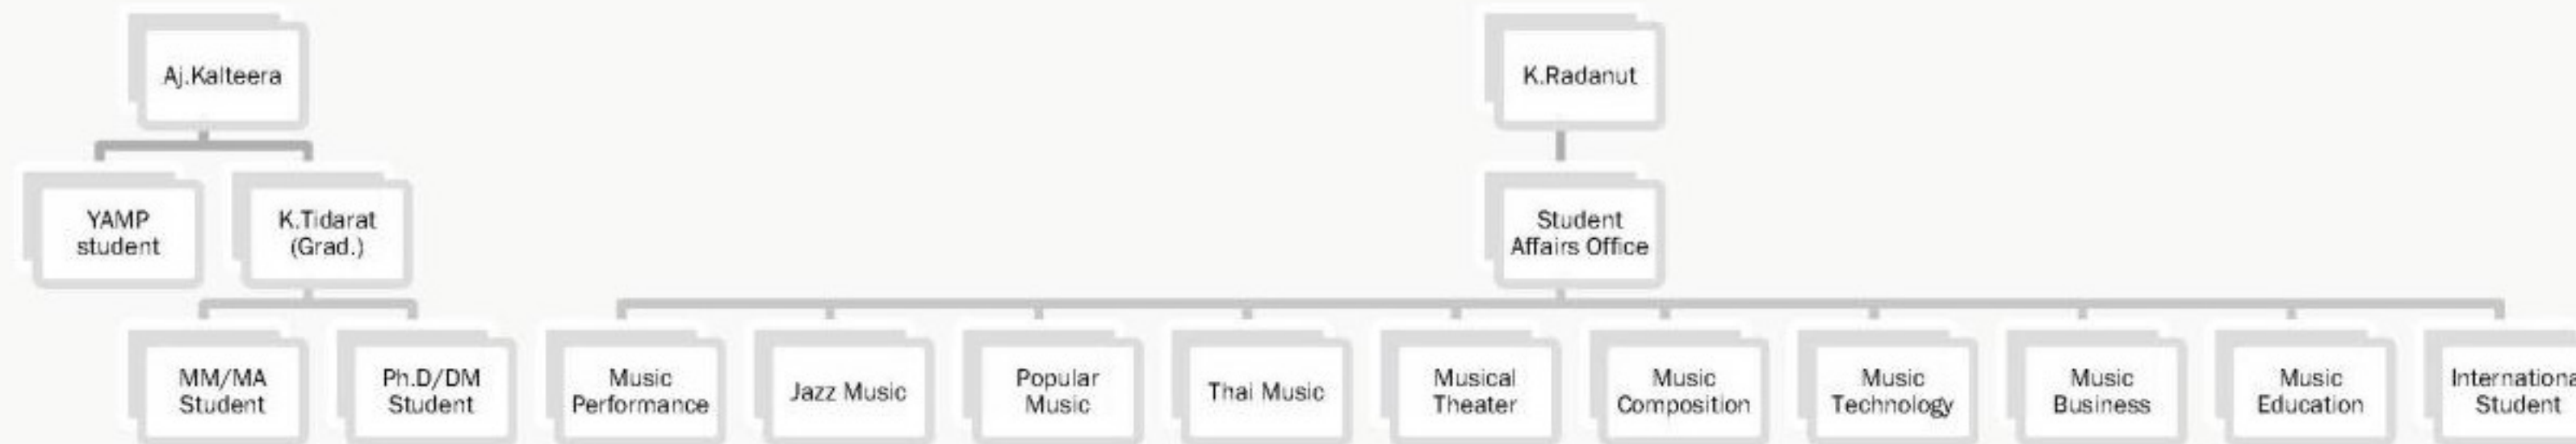 Aj.Kalteera
K.Radanut
YAMP
student
K.Tidarat
(Grad.)
Student
Affairs Office
MM/MA
Student
Ph.D/DM
Student
Music
Performance
Jazz Music
Popular
Music
Thai Music
Musical
Theater
Music
Composition
Music
Technology
Music
Business
Music
Education
Internationa
Student